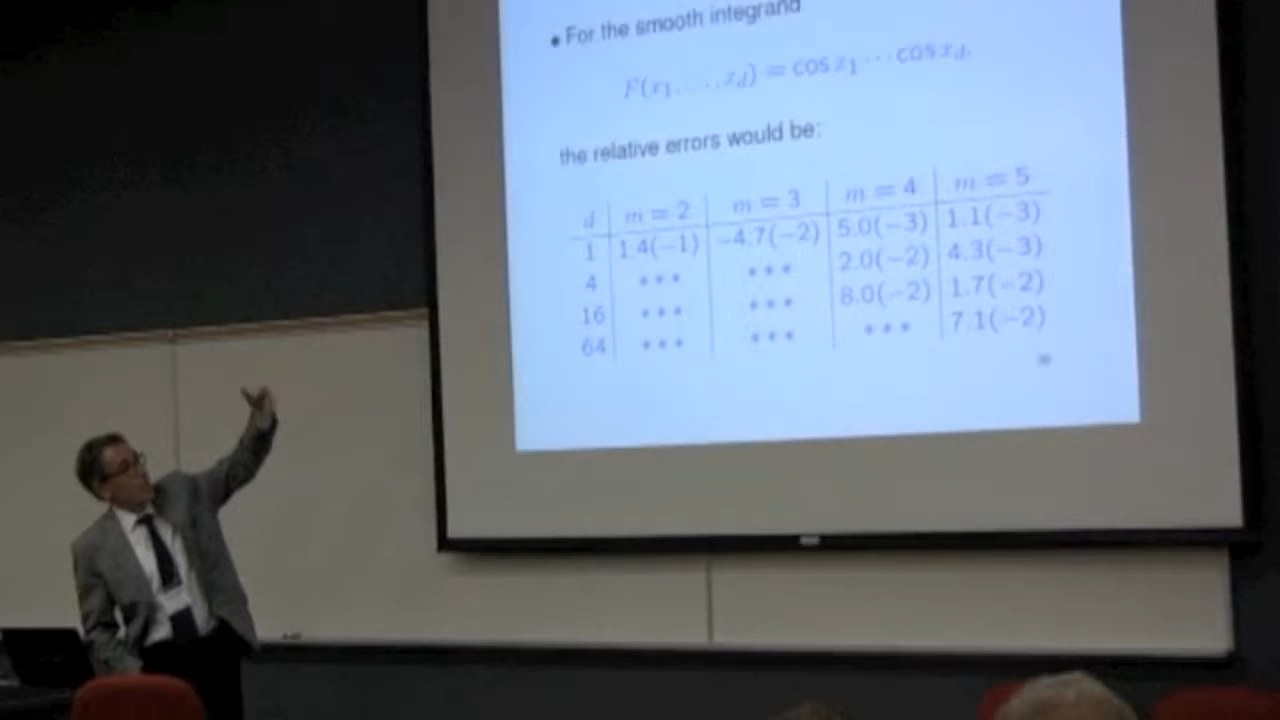 • For the smooth integrand
F(x₁, . . . , x_d) = cos x₁ · · · cos x_d,
the relative errors would be:
d m = 2 m = 3 m = 4 m = 5
1 1.4(−1) −4.7(−2) 5.0(−3) 1.1(−3)
4 * * * * * * 2.0(−2) 4.3(−3)
16 * * * * * * 8.0(−2) 1.7(−2)
64 * * * * * * * * * 7.1(−2)